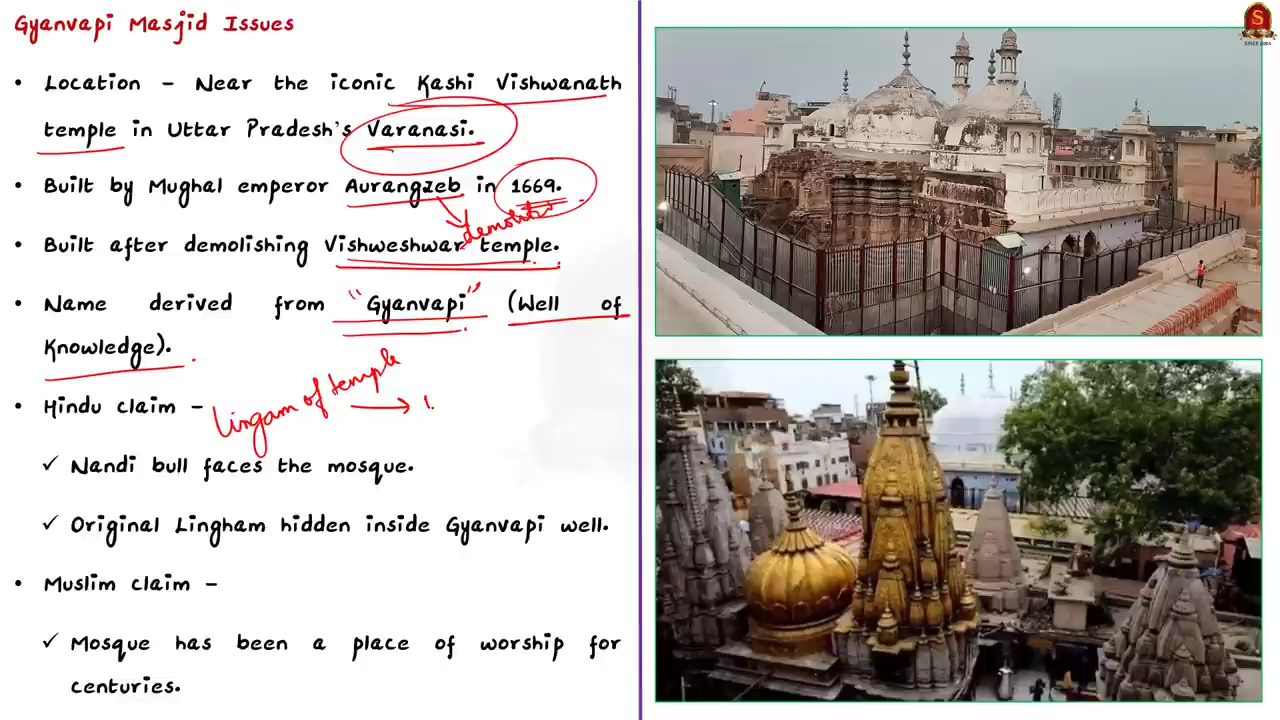 Gyanvapi Masjid Issues
• Location – Near the iconic Kashi Vishwanath
temple in Uttar Pradesh's Varanasi.
• Built by Mughal emperor Aurangzeb in 1669.
• Built after demolishing Vishweshwar temple.
• Name derived from "Gyanvapi" (Well of
Knowledge).
Lingam of temple → 1.
• Hindu claim –
✓ Nandi bull faces the mosque.
✓ Original Lingham hidden inside Gyanvapi well.
• Muslim claim –
✓ Mosque has been a place of worship for
centuries.
S
SINCE 2004